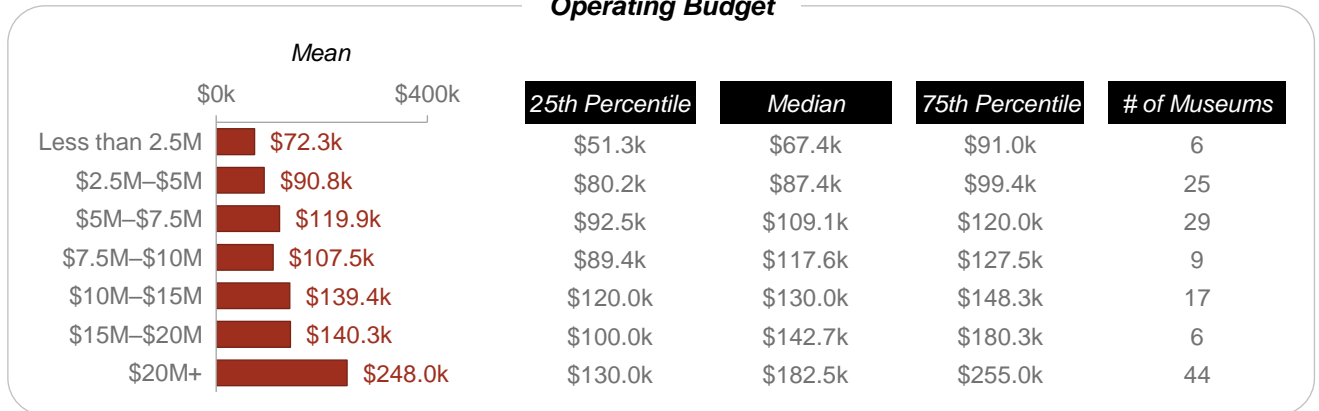 Operating Budget
Mean
$0k $400k 25th Percentile Median 75th Percentile # of Museums
Less than 2.5M $72.3k $51.3k $67.4k $91.0k 6
$2.5M–$5M $90.8k $80.2k $87.4k $99.4k 25
$5M–$7.5M $119.9k $92.5k $109.1k $120.0k 29
$7.5M–$10M $107.5k $89.4k $117.6k $127.5k 9
$10M–$15M $139.4k $120.0k $130.0k $148.3k 17
$15M–$20M $140.3k $100.0k $142.7k $180.3k 6
$20M+ $248.0k $130.0k $182.5k $255.0k 44